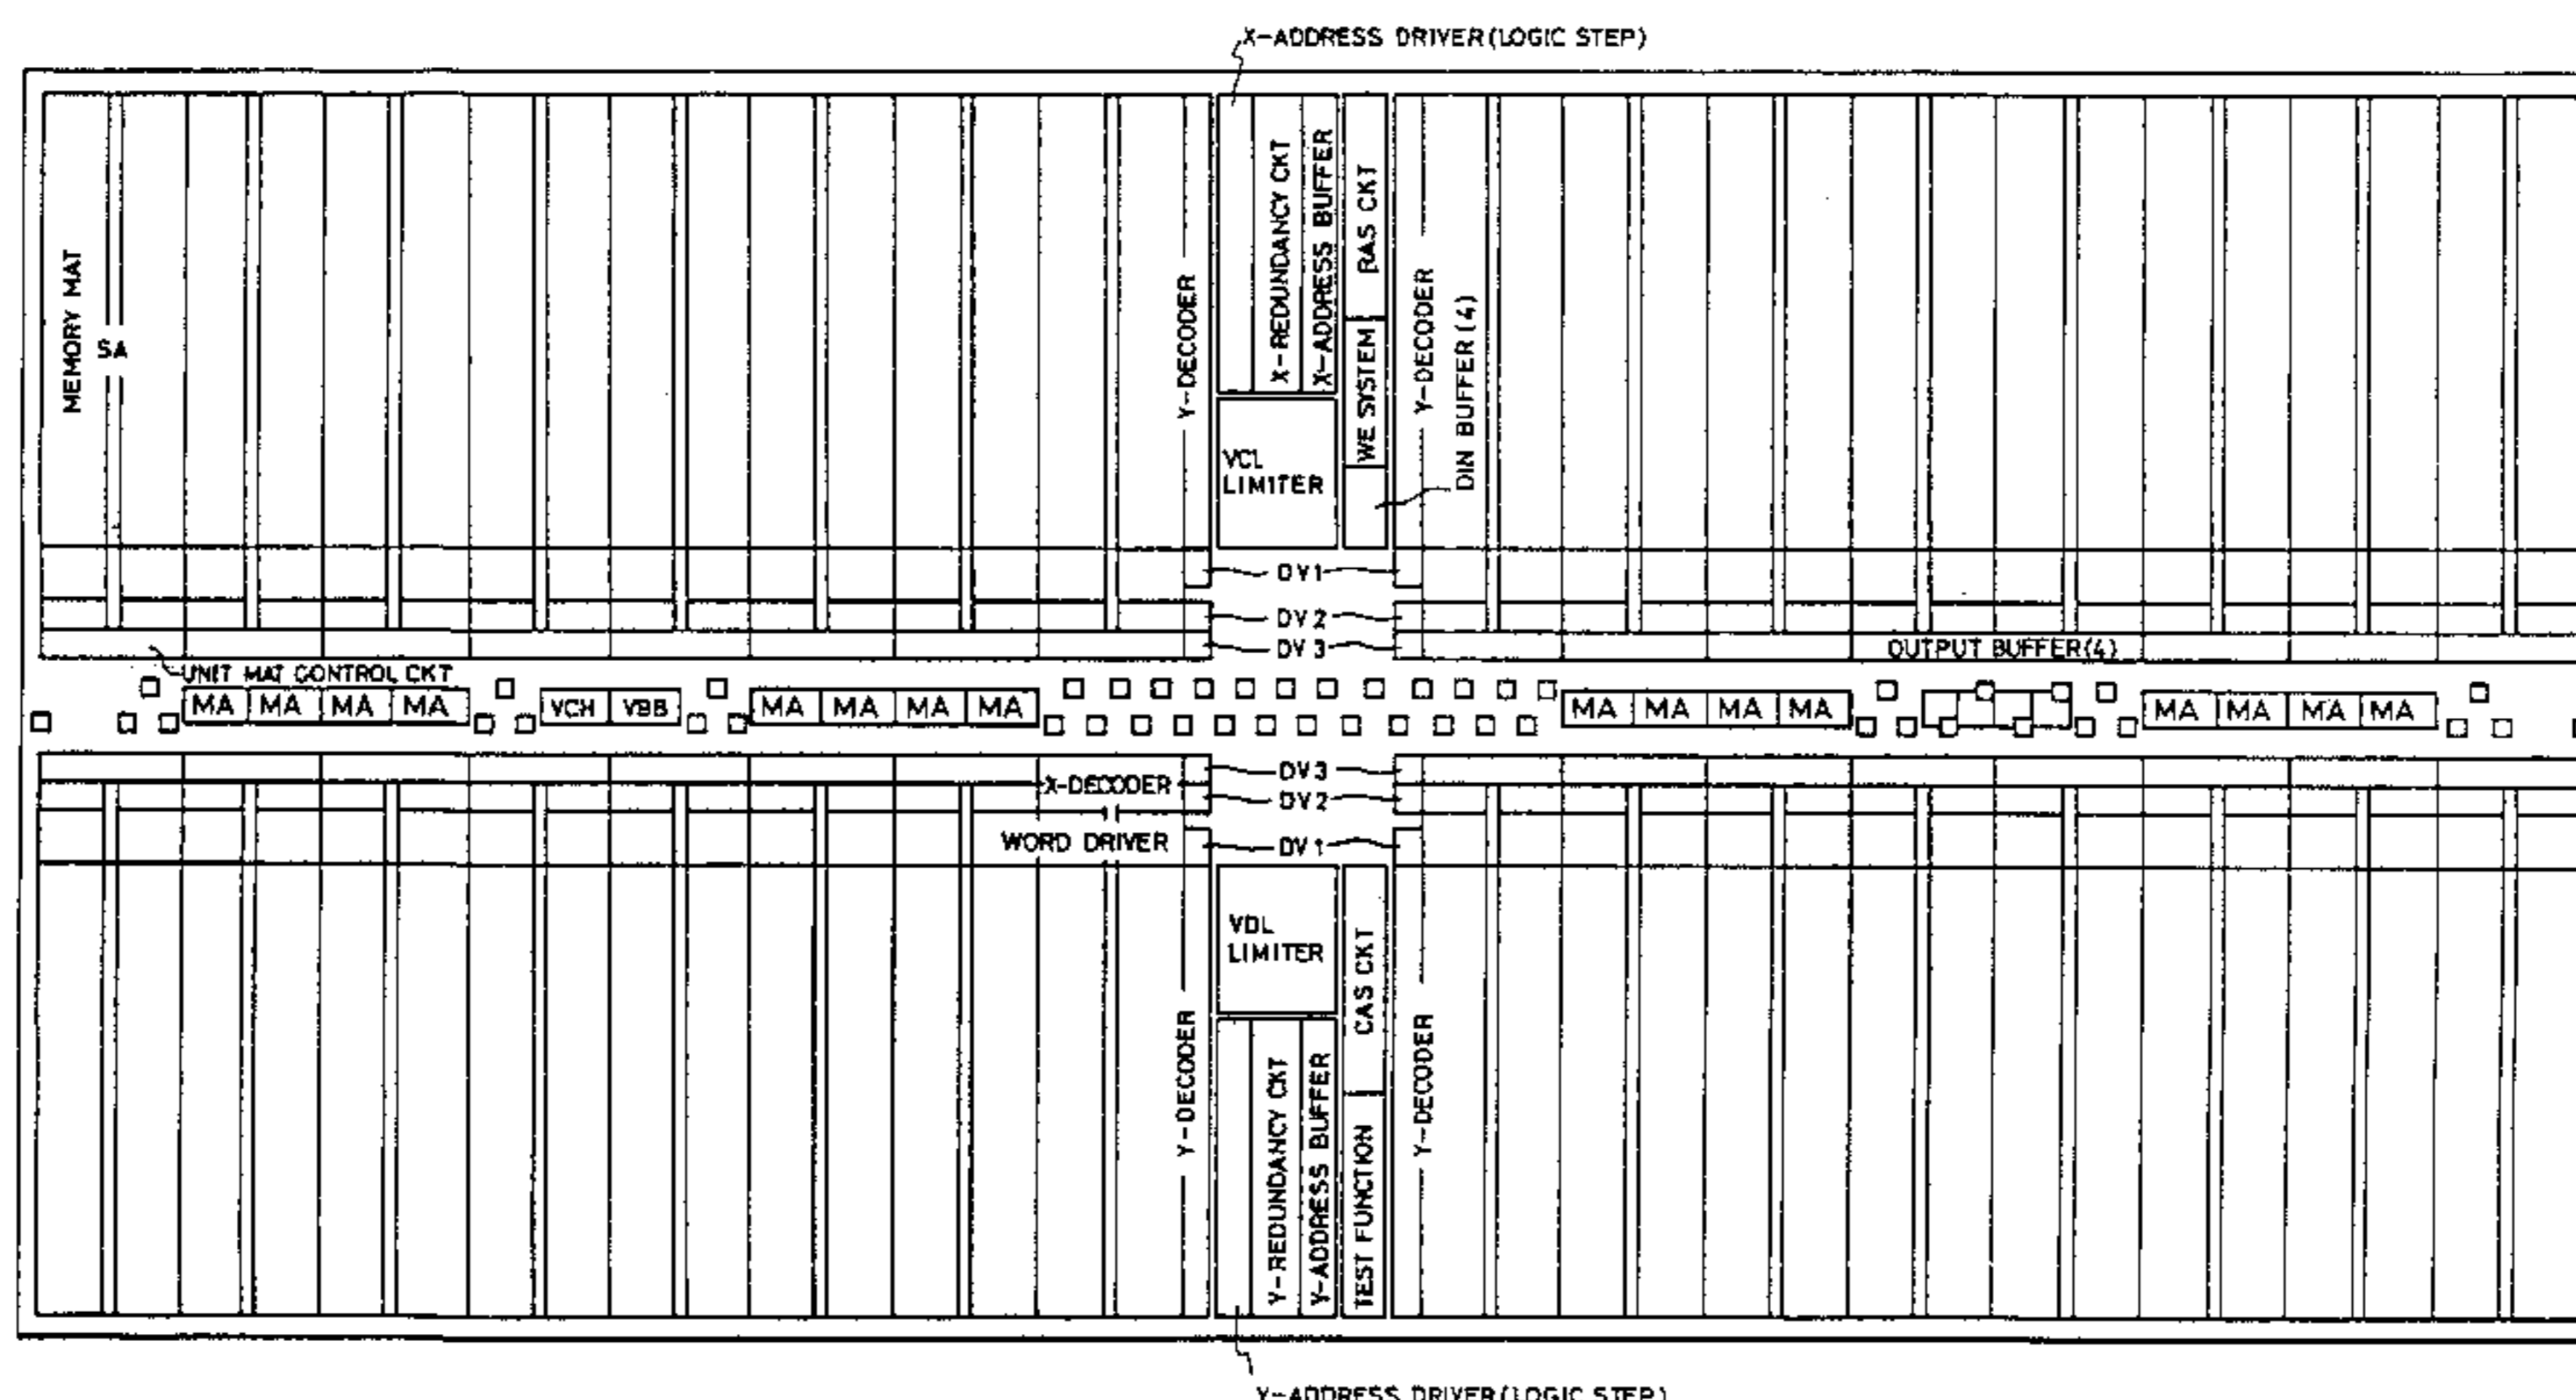 X-ADDRESS DRIVER(LOGIC STEP)
MEMORY MAT
SA
Y-DECODER
X-REDUNDANCY CKT
X-ADDRESS BUFFER
RAS CKT
WE SYSTEM
Y-DECODER
DIN BUFFER(4)
VCL
LIMITER
DV1
DV2
DV3
OUTPUT BUFFER(4)
UNIT MAT CONTROL CKT
MA MA MA MA VCH VBB MA MA MA MA MA MA MA MA MA MA MA MA
DV3
X-DECODER
DV2
WORD DRIVER
DV1
VDL
LIMITER
CAS CKT
Y-DECODER
Y-REDUNDANCY CKT
Y-ADDRESS BUFFER
TEST FUNCTION
Y-DECODER
Y-ADDRESS DRIVER(LOGIC STEP)